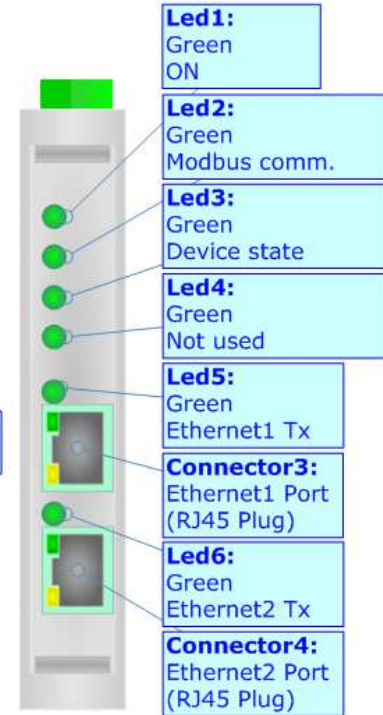 Led1:
Green
ON
Led2:
Green
Modbus comm.
Led3:
Green
Device state
Led4:
Green
Not used
Led5:
Green
Ethernet1 Tx
Connector3:
Ethernet1 Port
(RJ45 Plug)
Led6:
Green
Ethernet2 Tx
Connector4:
Ethernet2 Port
(RJ45 Plug)